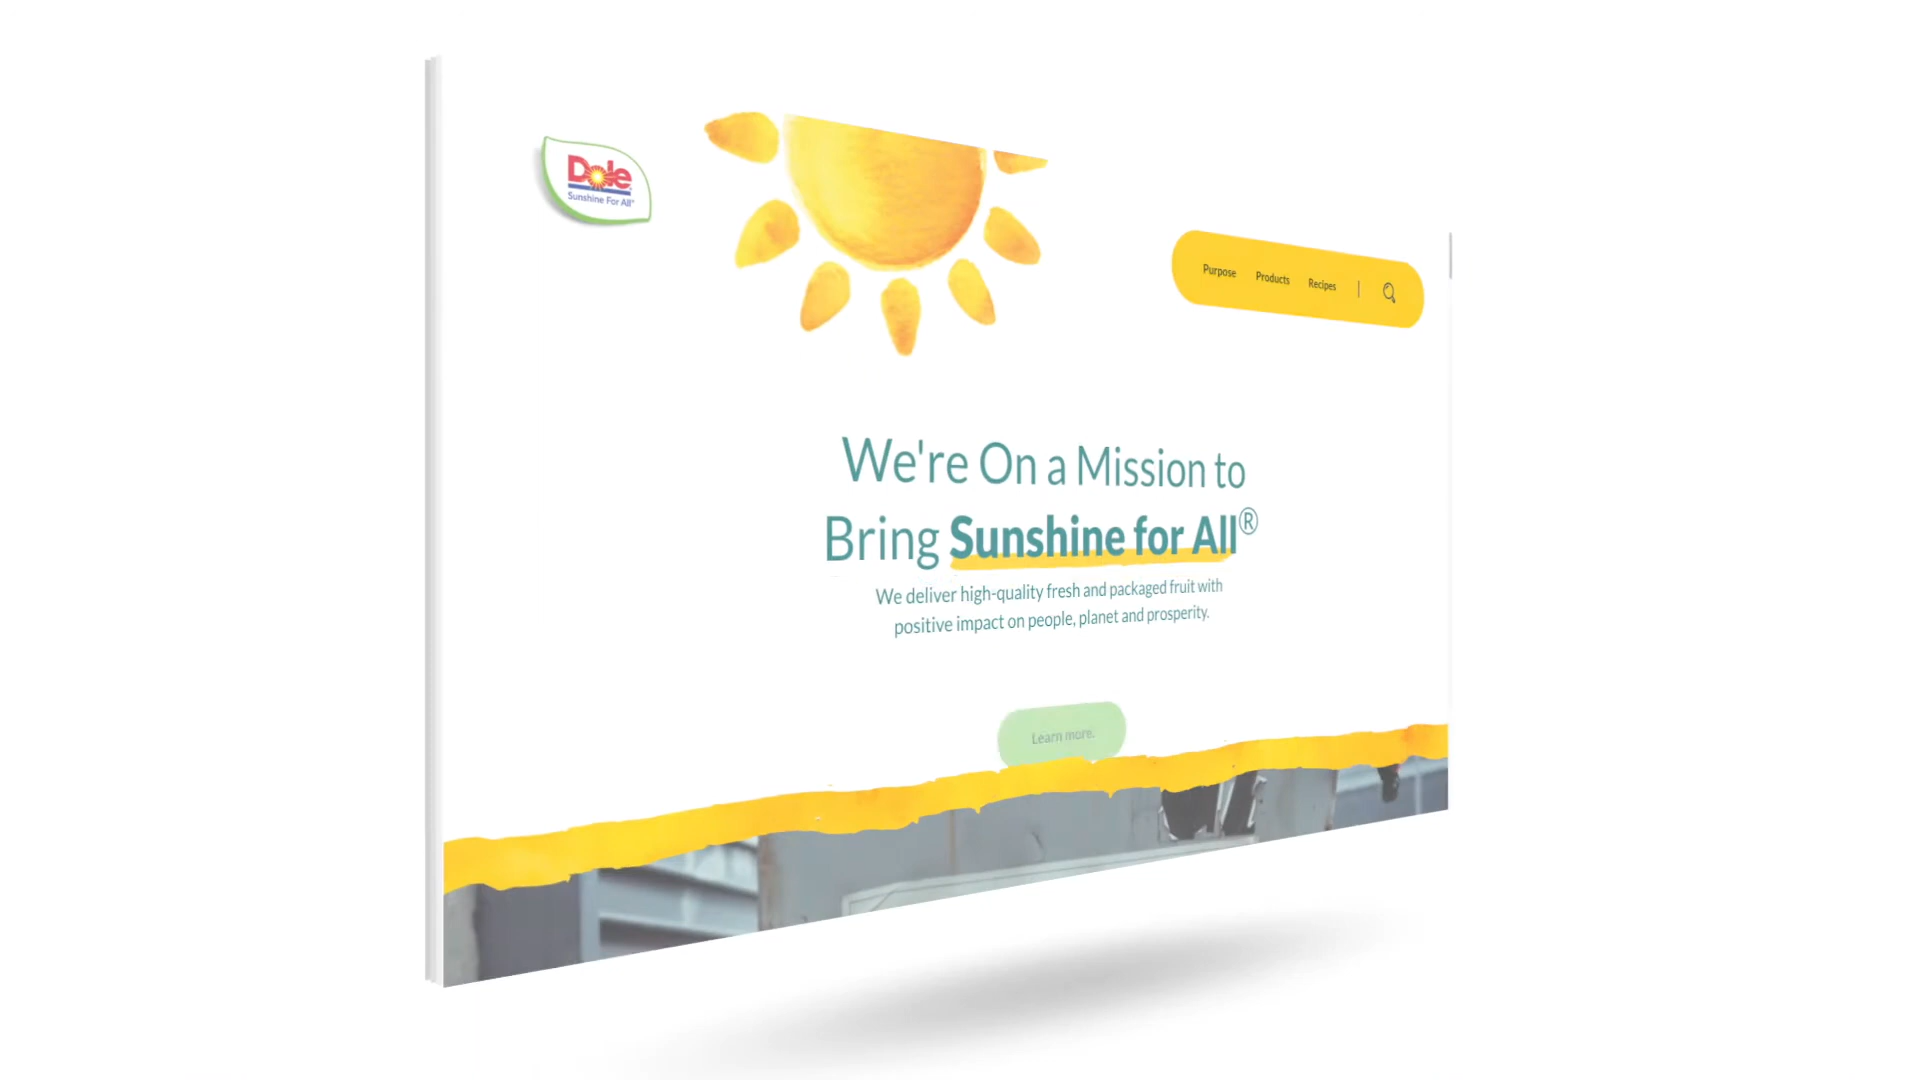 Dole
Sunshine For All®
Purpose Products Recipes
We're On a Mission to
Bring Sunshine for All®
We deliver high-quality fresh and packaged fruit with
positive impact on people, planet and prosperity.
Learn more.